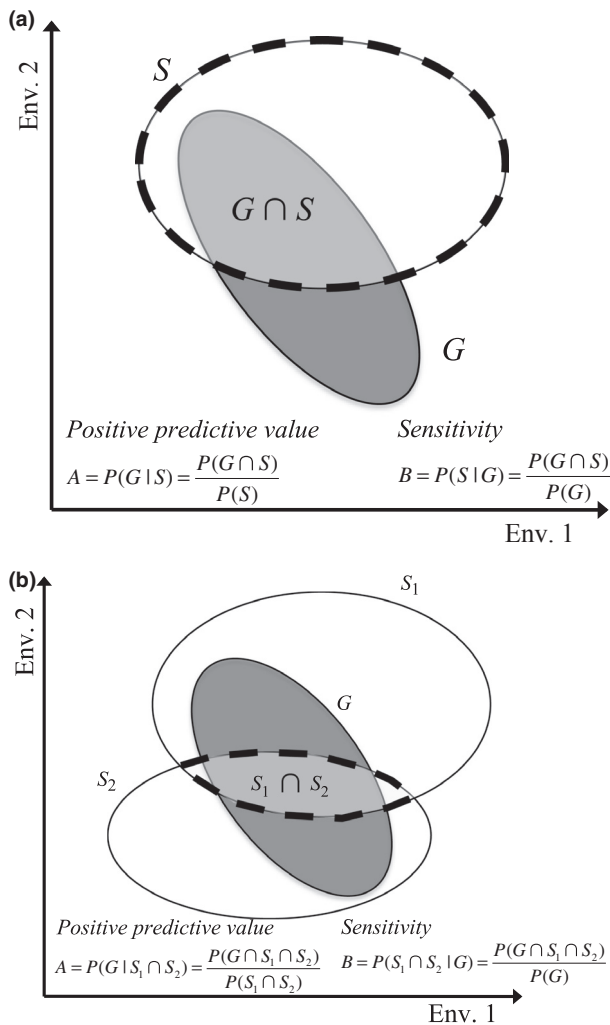 (a)
Env. 2
S
G ∩ S
G
Positive predictive value
A = P(G | S) = P(G ∩ S) / P(S)
Sensitivity
B = P(S | G) = P(G ∩ S) / P(G)
Env. 1
(b)
Env. 2
S₁
G
S₂
S₁ ∩ S₂
Positive predictive value
A = P(G | S₁ ∩ S₂) = P(G ∩ S₁ ∩ S₂) / P(S₁ ∩ S₂)
Sensitivity
B = P(S₁ ∩ S₂ | G) = P(G ∩ S₁ ∩ S₂) / P(G)
Env. 1